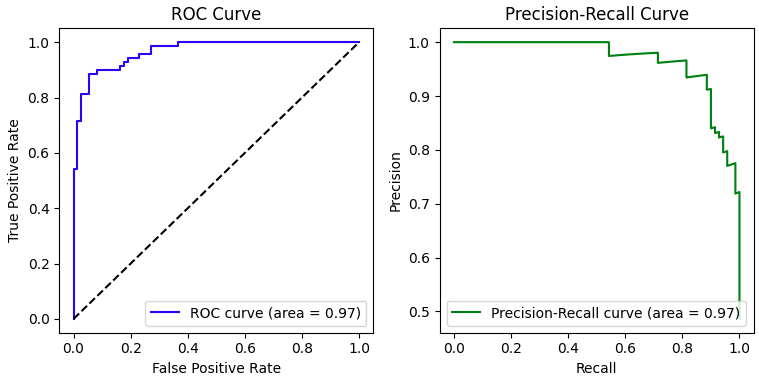 ROC Curve
True Positive Rate
1.0
0.8
0.6
0.4
0.2
0.0
ROC curve (area = 0.97)
0.0 0.2 0.4 0.6 0.8 1.0
False Positive Rate
Precision-Recall Curve
Precision
1.0
0.9
0.8
0.7
0.6
0.5
Precision-Recall curve (area = 0.97)
0.0 0.2 0.4 0.6 0.8 1.0
Recall